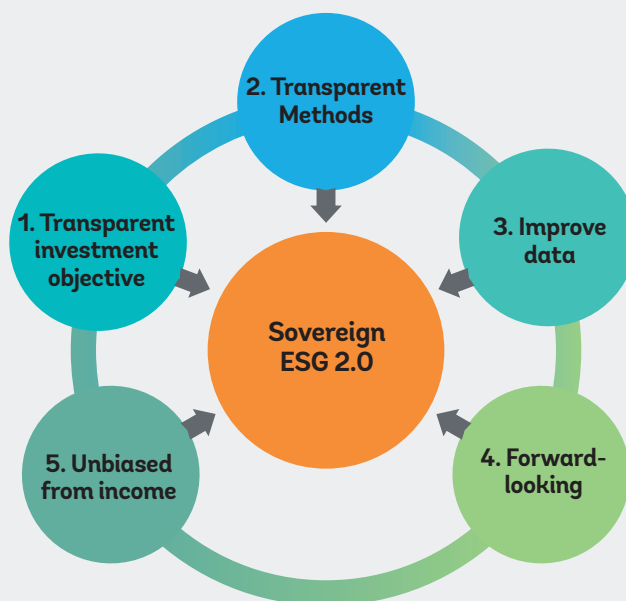 2. Transparent
Methods
1. Transparent
investment
objective
3. Improve
data
Sovereign
ESG 2.0
5. Unbiased
from income
4. Forward-
looking